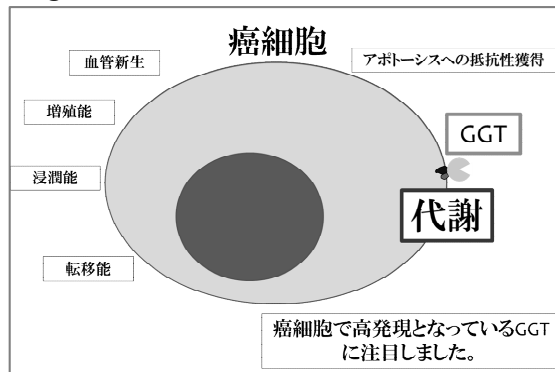 癌細胞
血管新生
アポトーシスへの抵抗性獲得
増殖能
GGT
浸潤能
代謝
転移能
癌細胞で高発現となっているGGT
に注目しました。